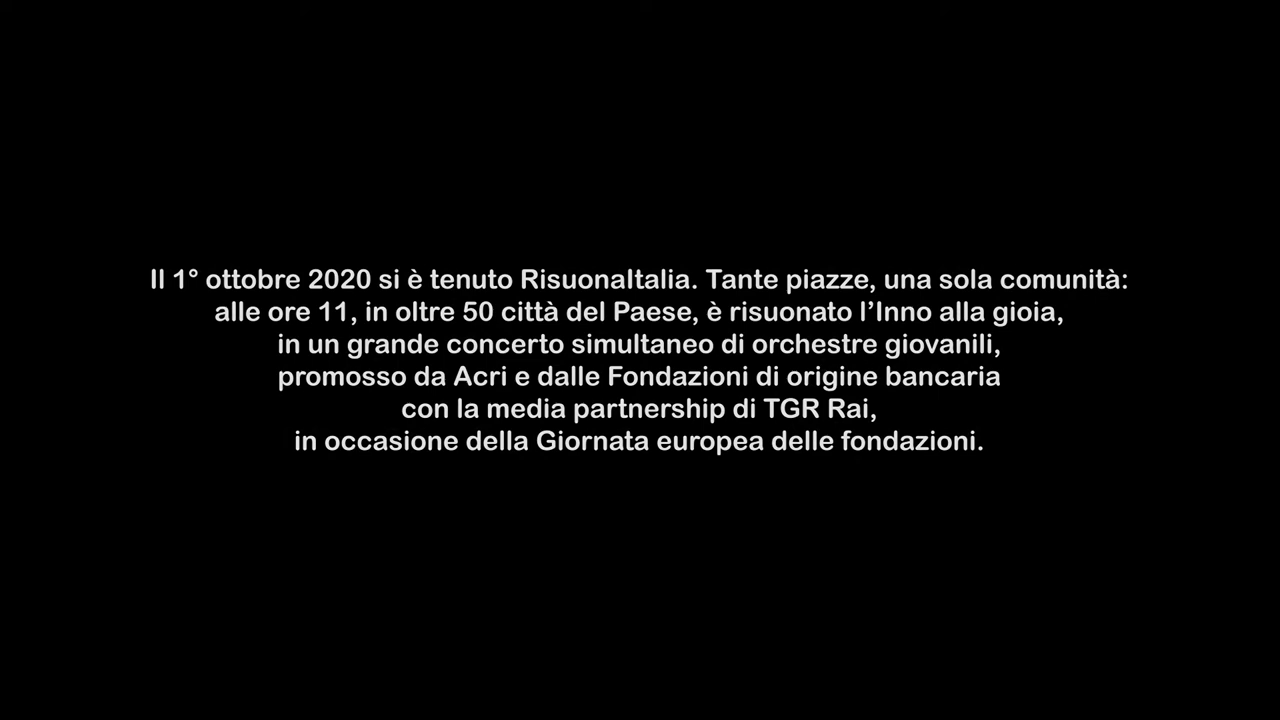 Il 1° ottobre 2020 si è tenuto RisuonaItalia. Tante piazze, una sola comunità:
alle ore 11, in oltre 50 città del Paese, è risuonato l’Inno alla gioia,
in un grande concerto simultaneo di orchestre giovanili,
promosso da Acri e dalle Fondazioni di origine bancaria
con la media partnership di TGR Rai,
in occasione della Giornata europea delle fondazioni.